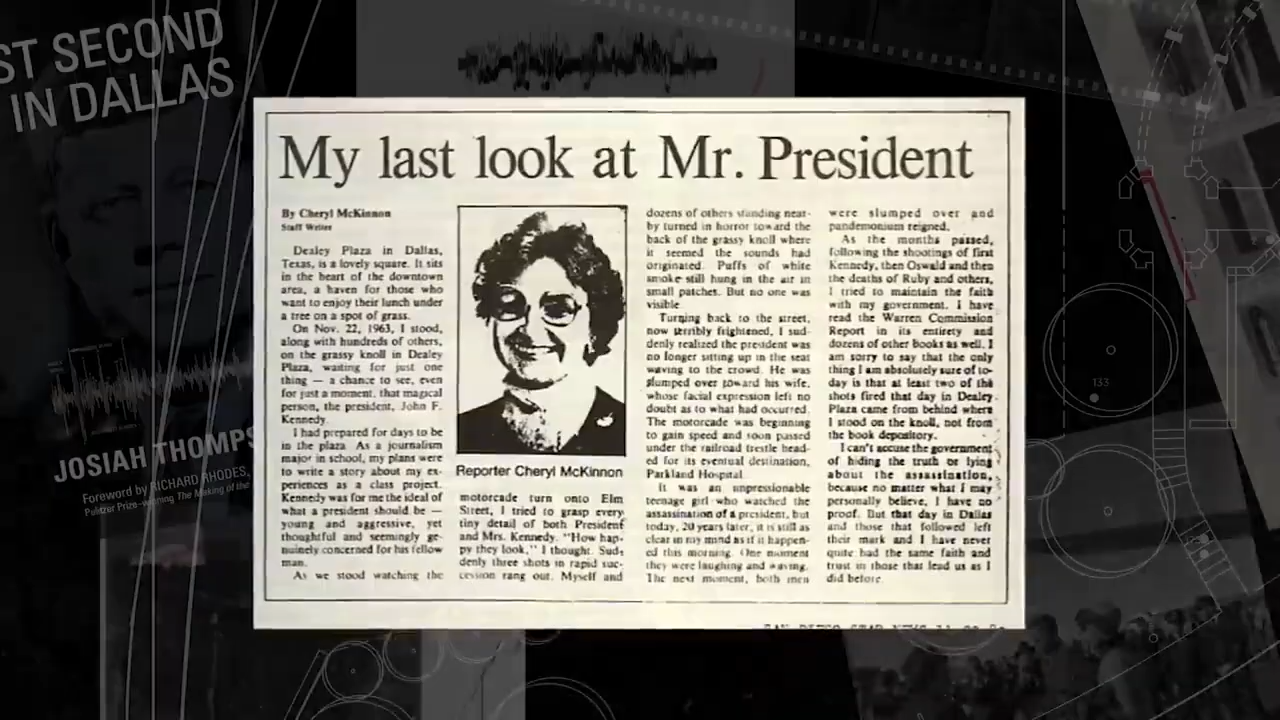 ST SECOND
IN DALLAS
JOSIAH THOMPS
Foreword by RICHARD RHODES,
Pulitzer Prize-winning The Making of the
133
My last look at Mr. President
By Cheryl McKinnon
Staff Writer
Dealey Plaza in Dallas,
Texas, is a lovely square. It sits
in the heart of the downtown
area, a haven for those who
want to enjoy their lunch under
a tree on a spot of grass.
On Nov. 22, 1963, I stood,
along with hundreds of others,
on the grassy knoll in Dealey
Plaza, waiting for just one
thing — a chance to see, even
for just a moment, that magical
person, the president, John F.
Kennedy.
I had prepared for days to be
in the plaza. As a journalism
major in school, my plans were
to write a story about my ex-
periences as a class project.
Kennedy was for me the ideal of
what a president should be —
young and aggressive, yet
thoughtful and seemingly ge-
nuinely concerned for his fellow
man.
As we stood watching the
Reporter Cheryl McKinnon
motorcade turn onto Elm
Street, I tried to grasp every
tiny detail of both President
and Mrs. Kennedy. "How hap-
py they look," I thought. Sud-
denly three shots in rapid suc-
cession rang out. Myself and
dozens of others standing near-
by turned in horror toward the
back of the grassy knoll where
it seemed the sounds had
originated. Puffs of white
smoke still hung in the air in
small patches. But no one was
visible.
Turning back to the street,
now terribly frightened, I sud-
denly realized the president was
no longer sitting up in the seat
waving to the crowd. He was
slumped over toward his wife,
whose facial expression left no
doubt as to what had occurred.
The motorcade was beginning
to gain speed and soon passed
under the railroad trestle head-
ed for its eventual destination,
Parkland Hospital.
It was an unpressionable
teenage girl who watched the
assassination of a president, but
today, 20 years later, it is still as
clear in my mind as if it happen-
ed this morning. One moment
they were laughing and waving.
The next moment, both men
were slumped over and
pandemonium reigned.
As the months passed,
following the shootings of first
Kennedy, then Oswald and then
the deaths of Ruby and others,
I tried to maintain the faith
with my government. I have
read the Warren Commission
Report in its entirety and
dozens of other books as well. I
am sorry to say that the only
thing I am absolutely sure of to-
day is that at least two of the
shots fired that day in Dealey
Plaza came from behind where
I stood on the knoll, not from
the book depository.
I can't accuse the government
of hiding the truth or lying
about the assassination,
because no matter what I may
personally believe, I have no
proof. But that day in Dallas
and those that followed left
their mark and I have never
quite had the same faith and
trust in those that lead us as I
did before.